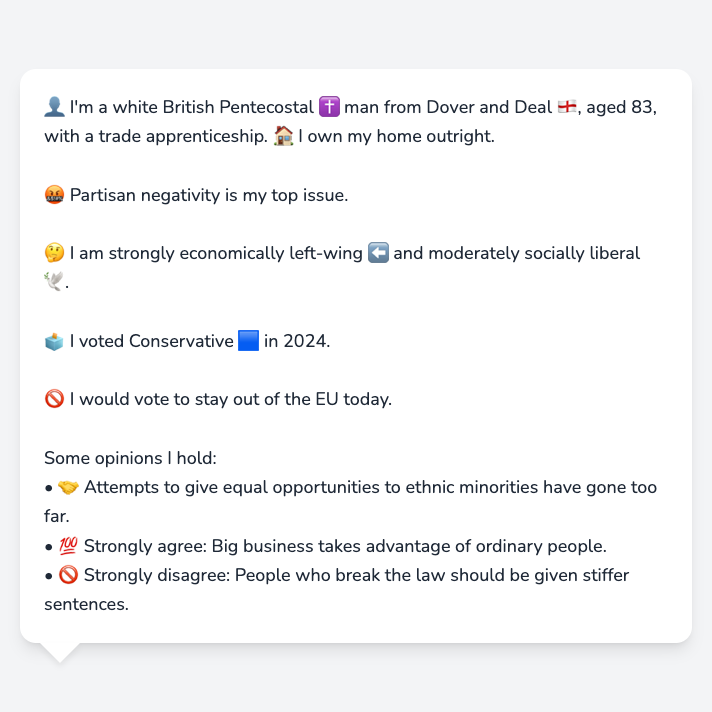 👤 I'm a white British Pentecostal ✝️ man from Dover and Deal 🏴󠁧󠁢󠁥󠁮󠁧󠁿, aged 83,
with a trade apprenticeship. 🏠 I own my home outright.
🤬 Partisan negativity is my top issue.
🤔 I am strongly economically left-wing ⬅️ and moderately socially liberal
🕊️.
🗳️ I voted Conservative 🟦 in 2024.
🚫 I would vote to stay out of the EU today.
Some opinions I hold:
• 🤝 Attempts to give equal opportunities to ethnic minorities have gone too
far.
• 💯 Strongly agree: Big business takes advantage of ordinary people.
• 🚫 Strongly disagree: People who break the law should be given stiffer
sentences.